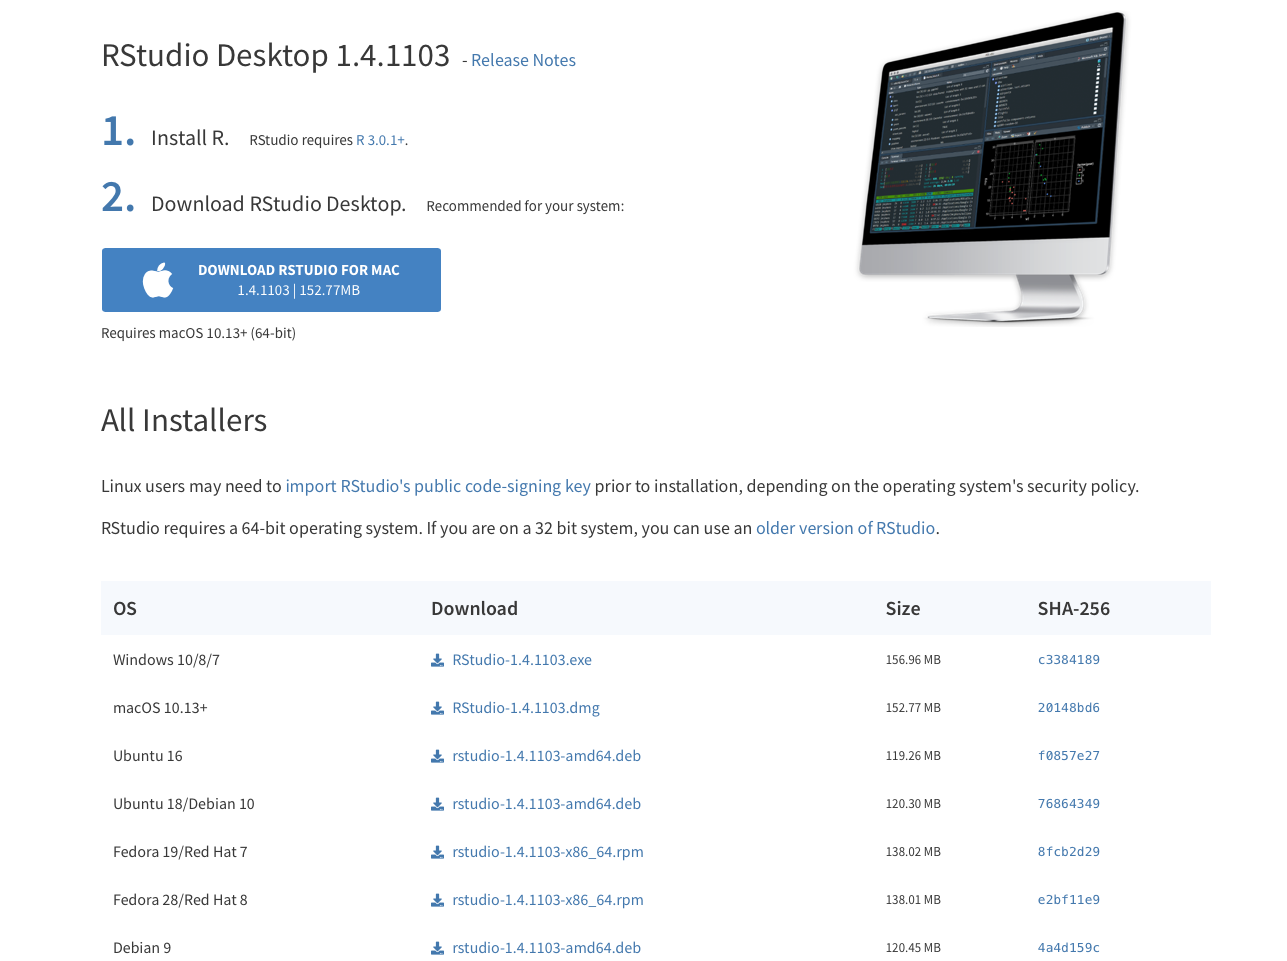 RStudio Desktop 1.4.1103 - Release Notes
1. Install R. RStudio requires R 3.0.1+.
2. Download RStudio Desktop. Recommended for your system:
DOWNLOAD RSTUDIO FOR MAC
1.4.1103 | 152.77MB
Requires macOS 10.13+ (64-bit)
All Installers
Linux users may need to import RStudio's public code-signing key prior to installation, depending on the operating system's security policy.
RStudio requires a 64-bit operating system. If you are on a 32 bit system, you can use an older version of RStudio.
OS Download Size SHA-256
Windows 10/8/7 RStudio-1.4.1103.exe 156.96 MB c3384189
macOS 10.13+ RStudio-1.4.1103.dmg 152.77 MB 20148bd6
Ubuntu 16 rstudio-1.4.1103-amd64.deb 119.26 MB f0857e27
Ubuntu 18/Debian 10 rstudio-1.4.1103-amd64.deb 120.30 MB 76864349
Fedora 19/Red Hat 7 rstudio-1.4.1103-x86_64.rpm 138.02 MB 8fcb2d29
Fedora 28/Red Hat 8 rstudio-1.4.1103-x86_64.rpm 138.01 MB e2bf11e9
Debian 9 rstudio-1.4.1103-amd64.deb 120.45 MB 4a4d159c